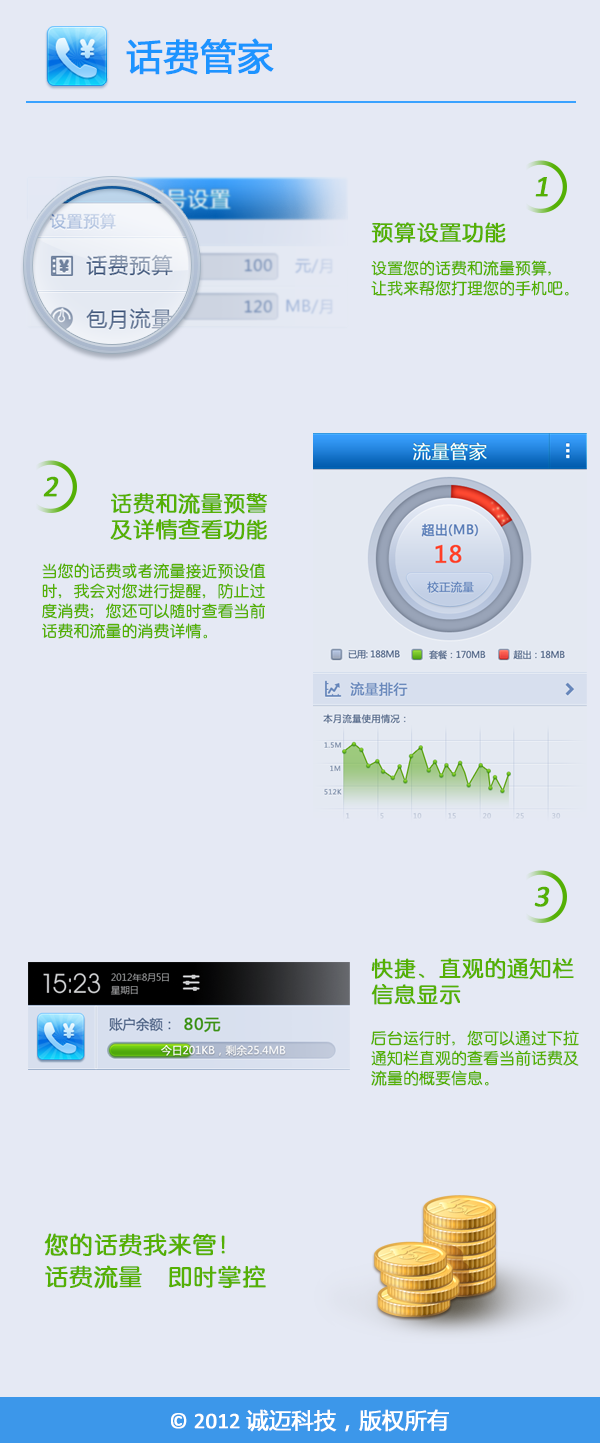 话费管家
1
号设置
设置预算
话费预算
100 元/月
包月流量
120 MB/月
预算设置功能
设置您的话费和流量预算，
让我来帮您打理您的手机吧。
2
话费和流量预警
及详情查看功能
当您的话费或者流量接近预设值
时，我会对您进行提醒，防止过
度消费；您还可以随时查看当前
话费和流量的消费详情。
流量管家
超出(MB)
18
校正流量
已用: 188MB 套餐：170MB 超出：18MB
流量排行
本月流量使用情况：
1.5M
1M
512K
1 5 10 15 20 25 30
3
快捷、直观的通知栏
信息显示
后台运行时，您可以通过下拉
通知栏直观的查看当前话费及
流量的概要信息。
15:23
2012年8月5日
星期日
账户余额： 80元
今日201KB，剩余25.4MB
您的话费我来管！
话费流量 即时掌控
© 2012 诚迈科技，版权所有